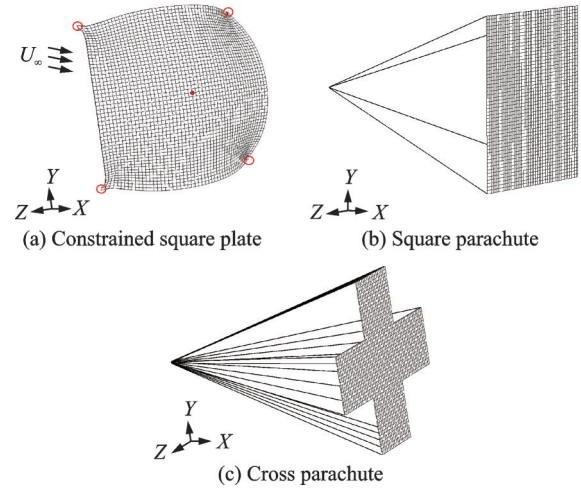 U∞
Y
Z X
(a) Constrained square plate
Y
Z X
(b) Square parachute
Y
Z X
(c) Cross parachute